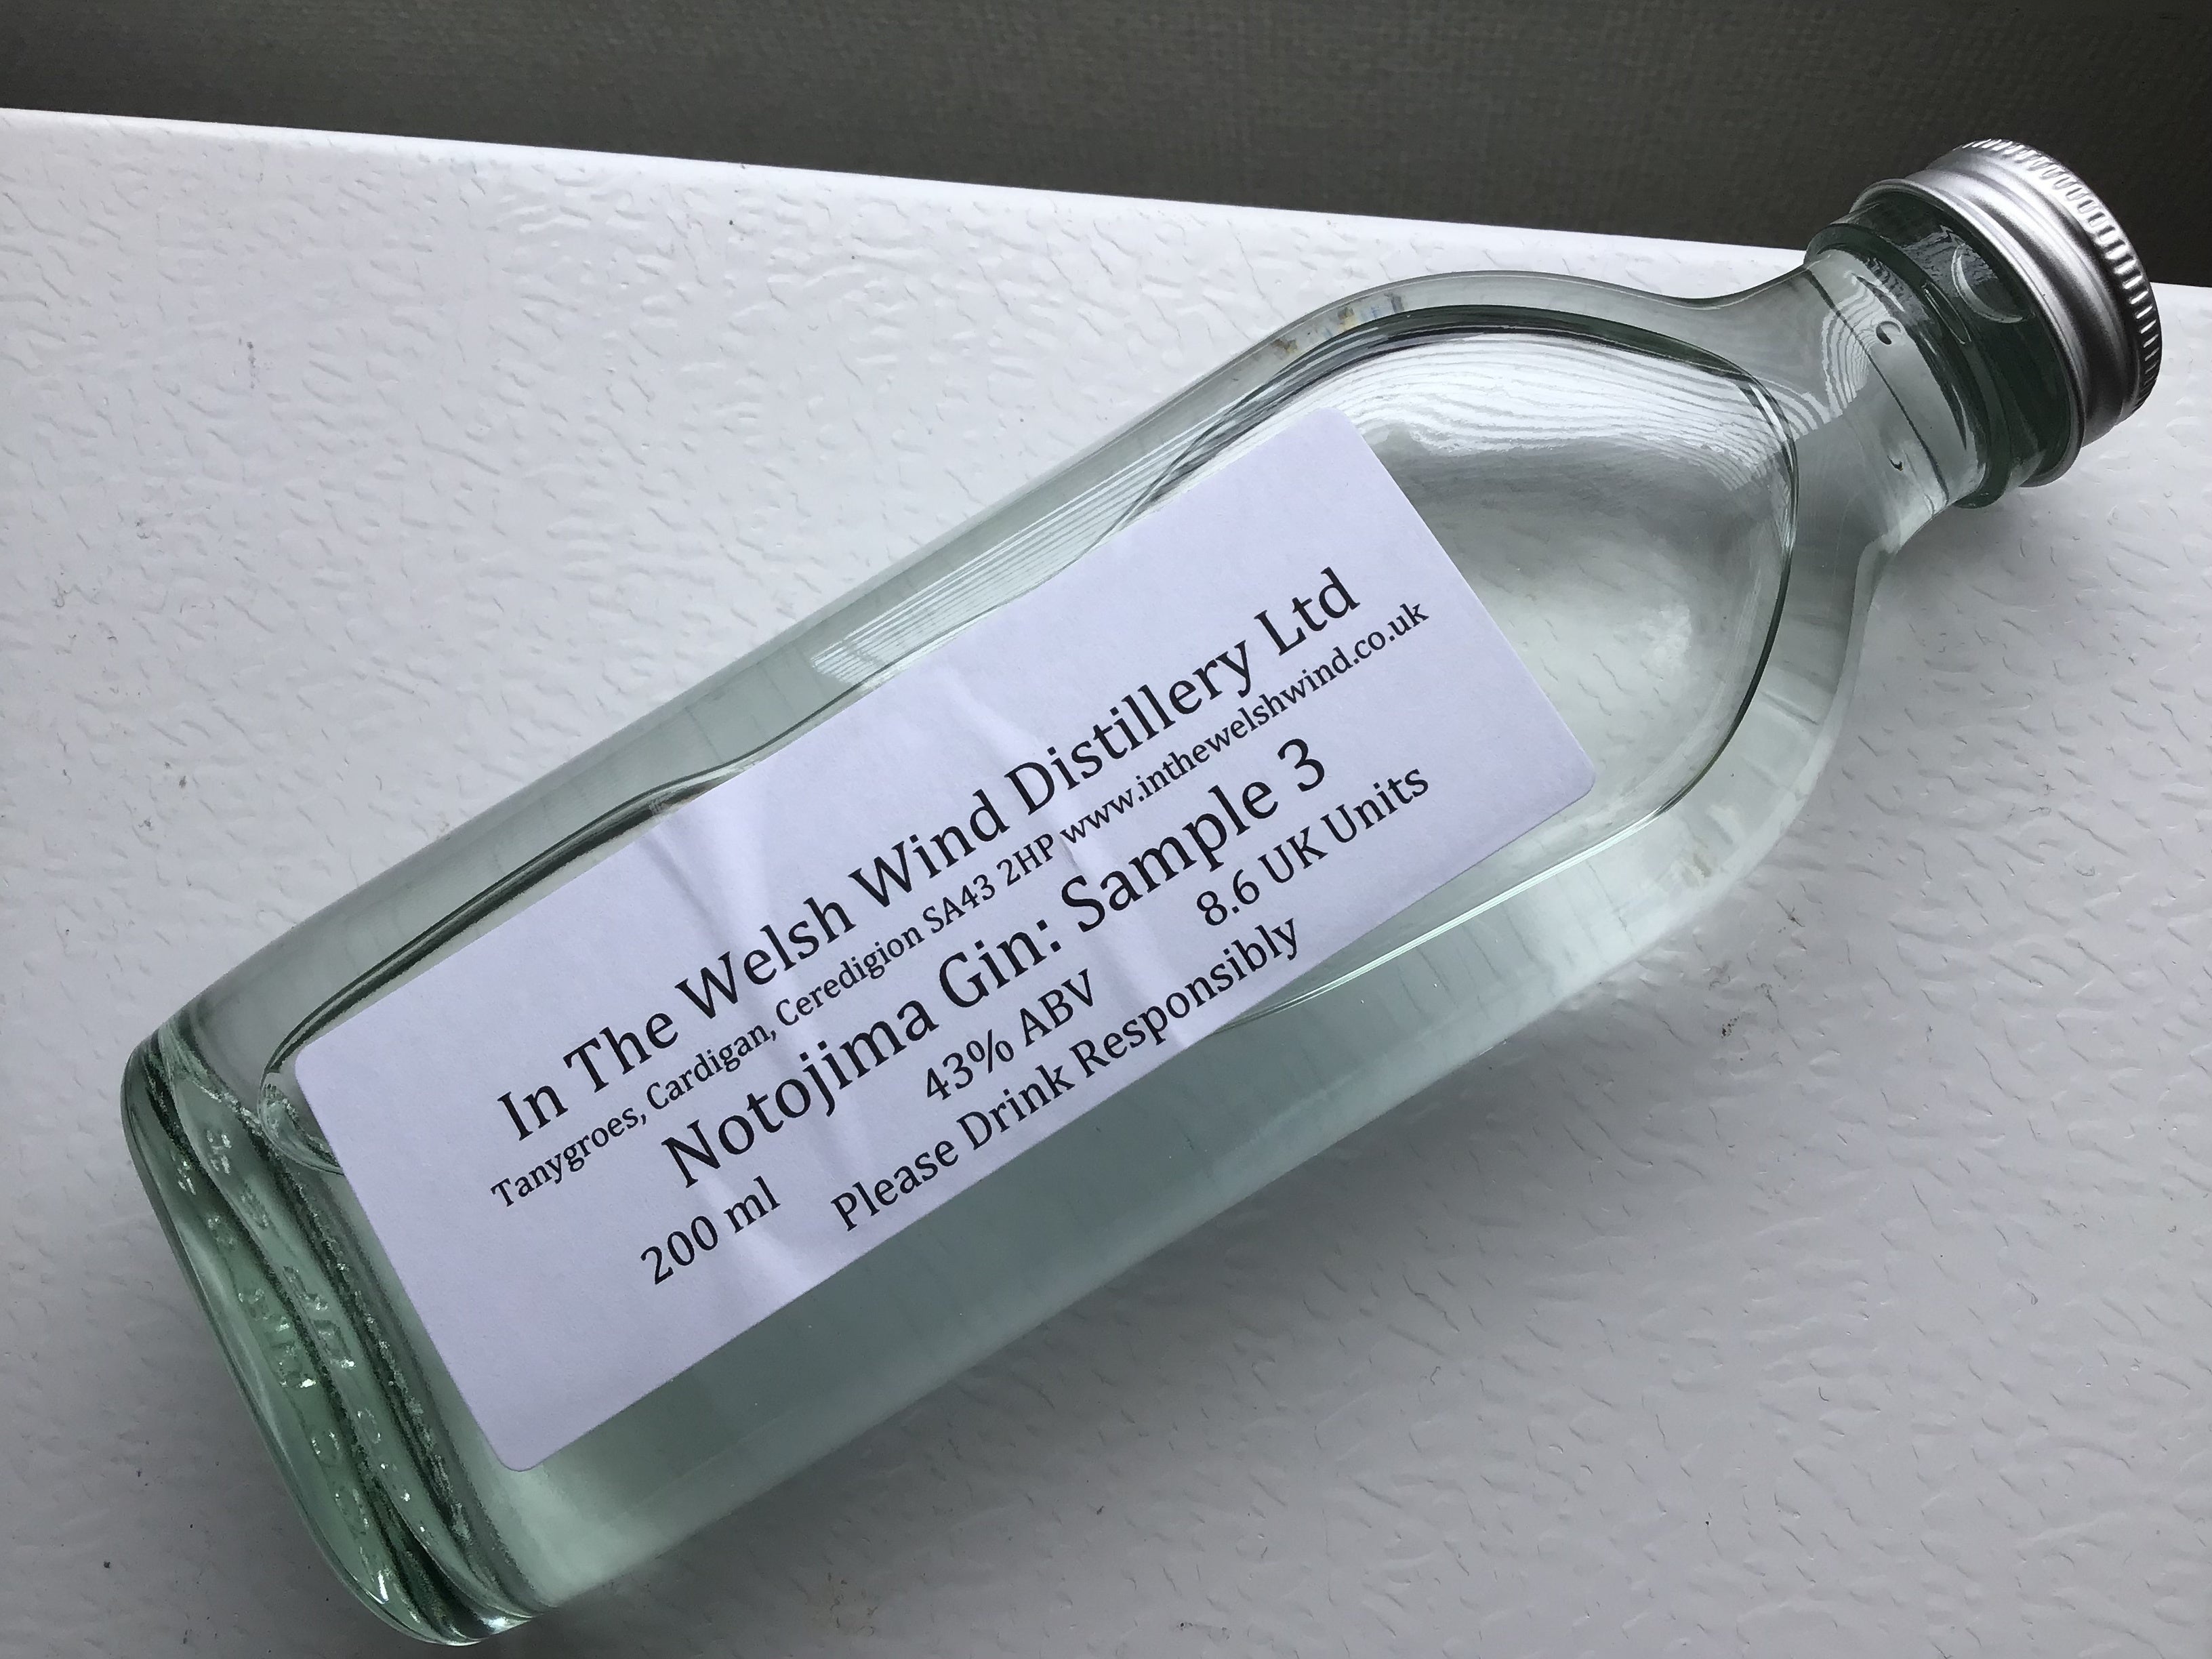 In The Welsh Wind Distillery Ltd
Tanygroes, Cardigan, Ceredigion SA43 2HP www.inthewelshwind.co.uk
Notojima Gin: Sample 3
200 ml 43% ABV 8.6 UK Units
Please Drink Responsibly